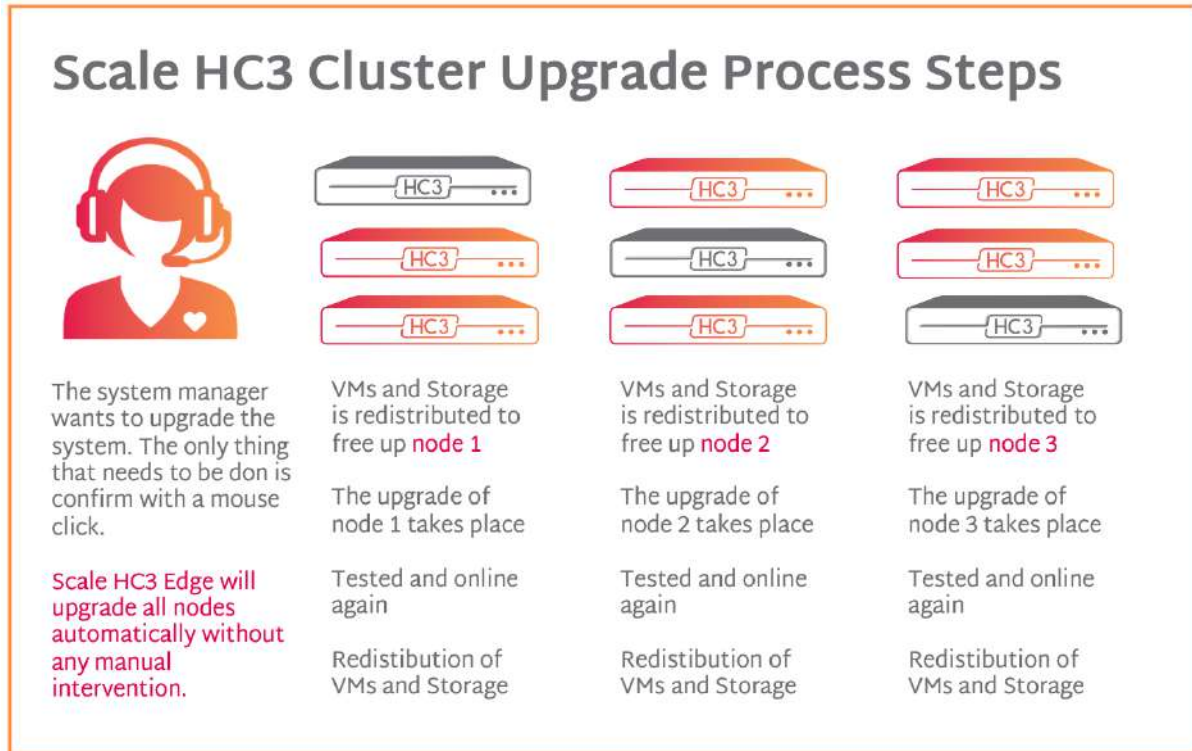 Scale HC3 Cluster Upgrade Process Steps
HC3
HC3
HC3
HC3
HC3
HC3
HC3
HC3
HC3
The system manager
wants to upgrade the
system. The only thing
that needs to be don is
confirm with a mouse
click.
Scale HC3 Edge will
upgrade all nodes
automatically without
any manual
intervention.
VMs and Storage
is redistributed to
free up node 1
The upgrade of
node 1 takes place
Tested and online
again
Redistibution of
VMs and Storage
VMs and Storage
is redistributed to
free up node 2
The upgrade of
node 2 takes place
Tested and online
again
Redistibution of
VMs and Storage
VMs and Storage
is redistributed to
free up node 3
The upgrade of
node 3 takes place
Tested and online
again
Redistibution of
VMs and Storage